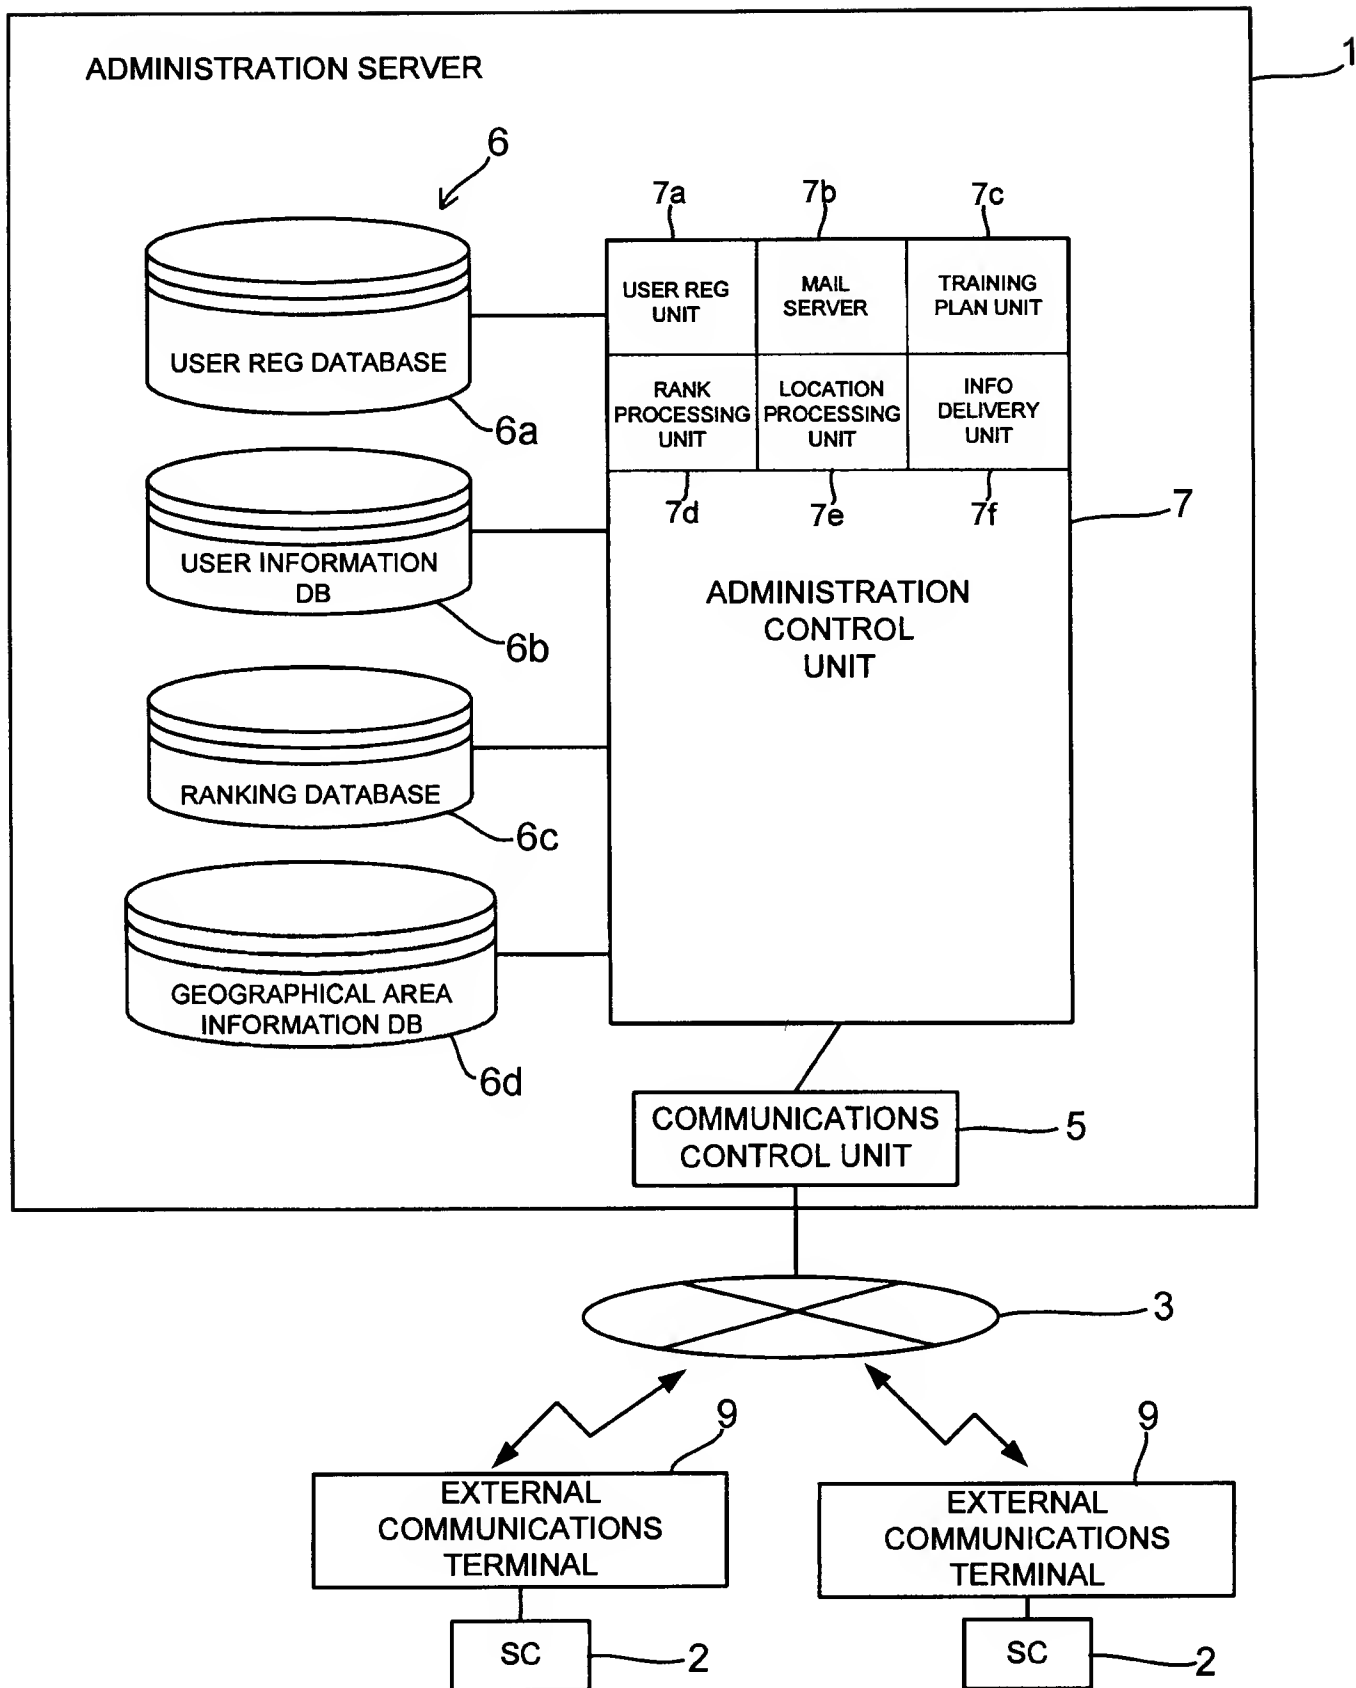 ADMINISTRATION SERVER
1
6
7a
7b
7c
USER REG
UNIT
MAIL
SERVER
TRAINING
PLAN UNIT
USER REG DATABASE
6a
RANK
PROCESSING
UNIT
LOCATION
PROCESSING
UNIT
INFO
DELIVERY
UNIT
7d
7e
7f
7
USER INFORMATION
DB
6b
ADMINISTRATION
CONTROL
UNIT
RANKING DATABASE
6c
GEOGRAPHICAL AREA
INFORMATION DB
6d
COMMUNICATIONS
CONTROL UNIT
5
3
9
9
EXTERNAL
COMMUNICATIONS
TERMINAL
EXTERNAL
COMMUNICATIONS
TERMINAL
SC
2
SC
2